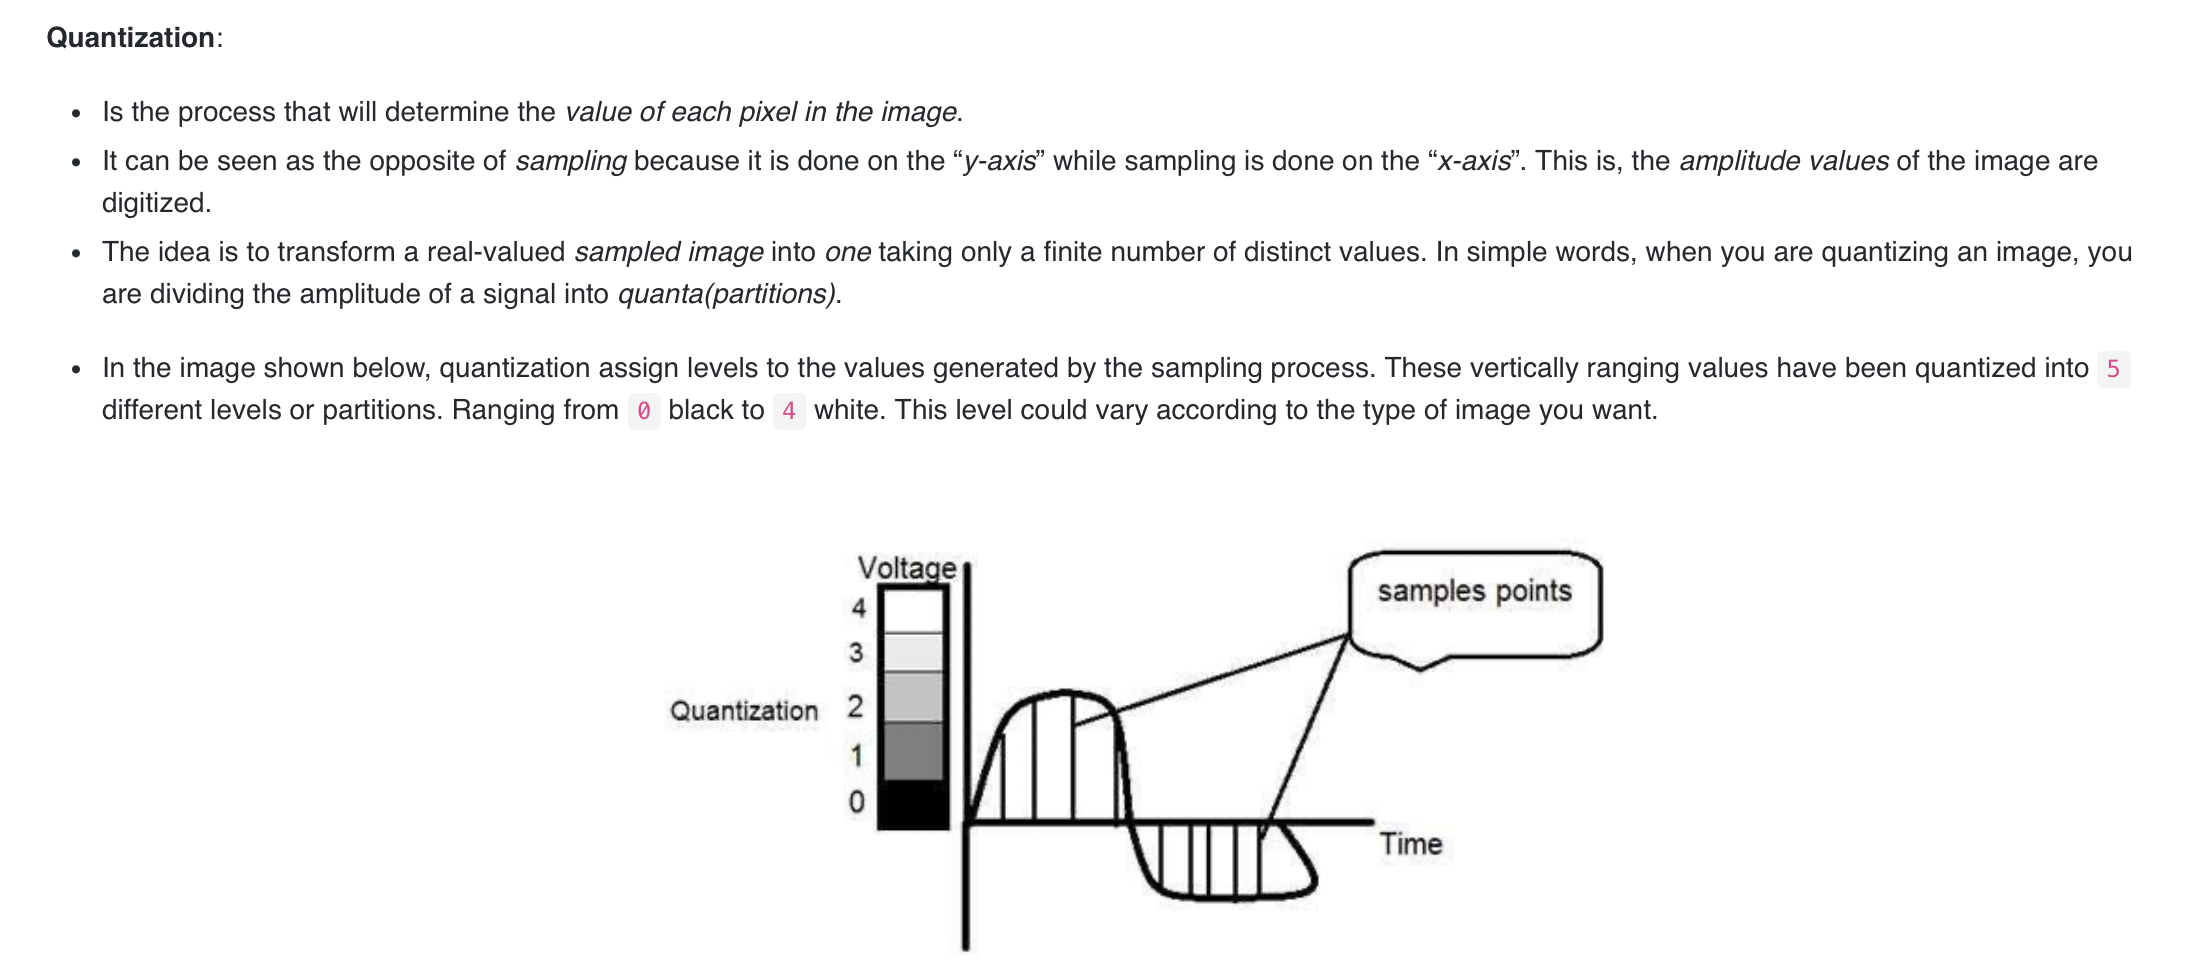 Quantization:
• Is the process that will determine the value of each pixel in the image.
• It can be seen as the opposite of sampling because it is done on the “y-axis” while sampling is done on the “x-axis”. This is, the amplitude values of the image are
digitized.
• The idea is to transform a real-valued sampled image into one taking only a finite number of distinct values. In simple words, when you are quantizing an image, you
are dividing the amplitude of a signal into quanta(partitions).
• In the image shown below, quantization assign levels to the values generated by the sampling process. These vertically ranging values have been quantized into 5
different levels or partitions. Ranging from 0 black to 4 white. This level could vary according to the type of image you want.
Voltage
samples points
4
3
Quantization
2
1
0
Time